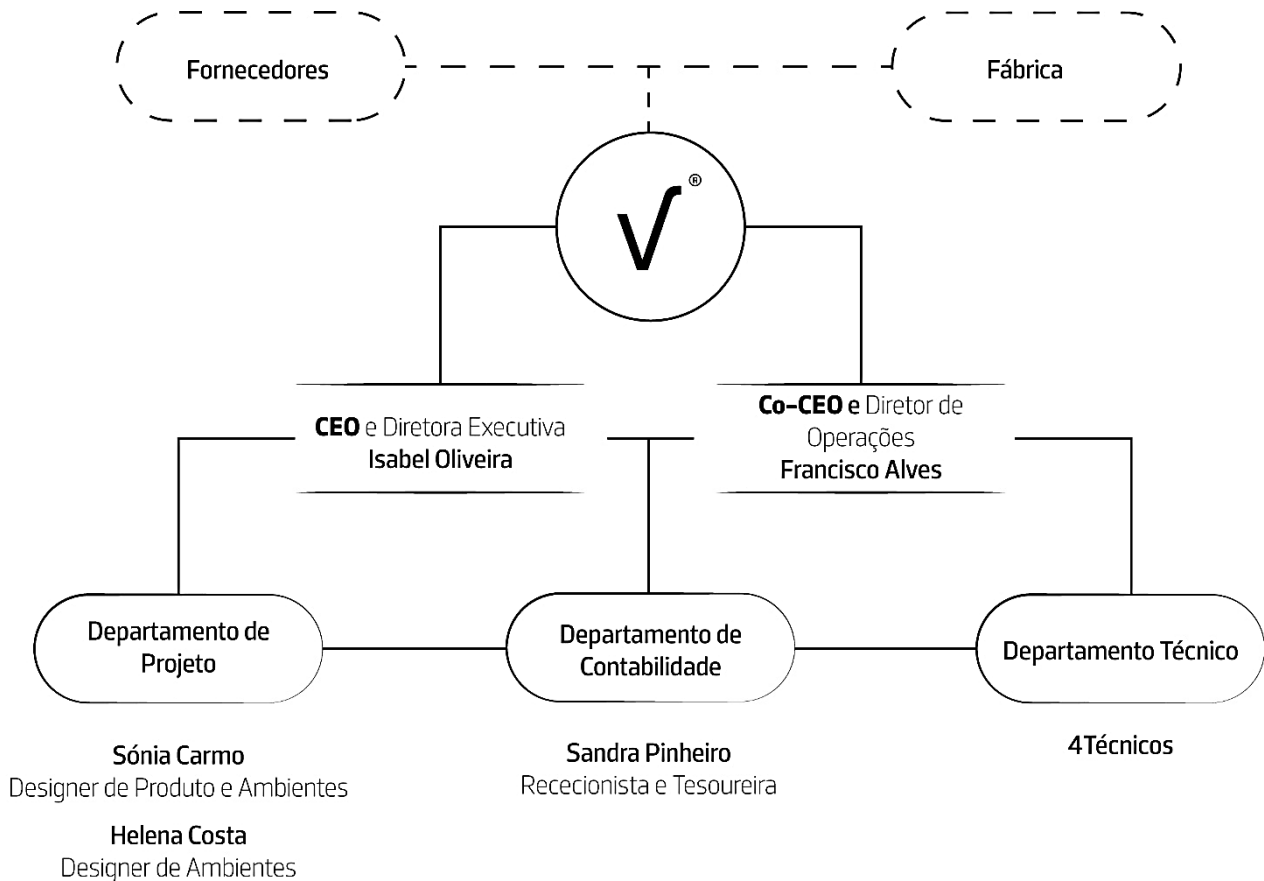 Fornecedores
Fábrica
√®
CEO e Diretora Executiva
Isabel Oliveira
Co-CEO e Diretor de
Operações
Francisco Alves
Departamento de
Projeto
Departamento de
Contabilidade
Departamento Técnico
Sónia Carmo
Designer de Produto e Ambientes
Helena Costa
Designer de Ambientes
Sandra Pinheiro
Rececionista e Tesoureira
4Técnicos